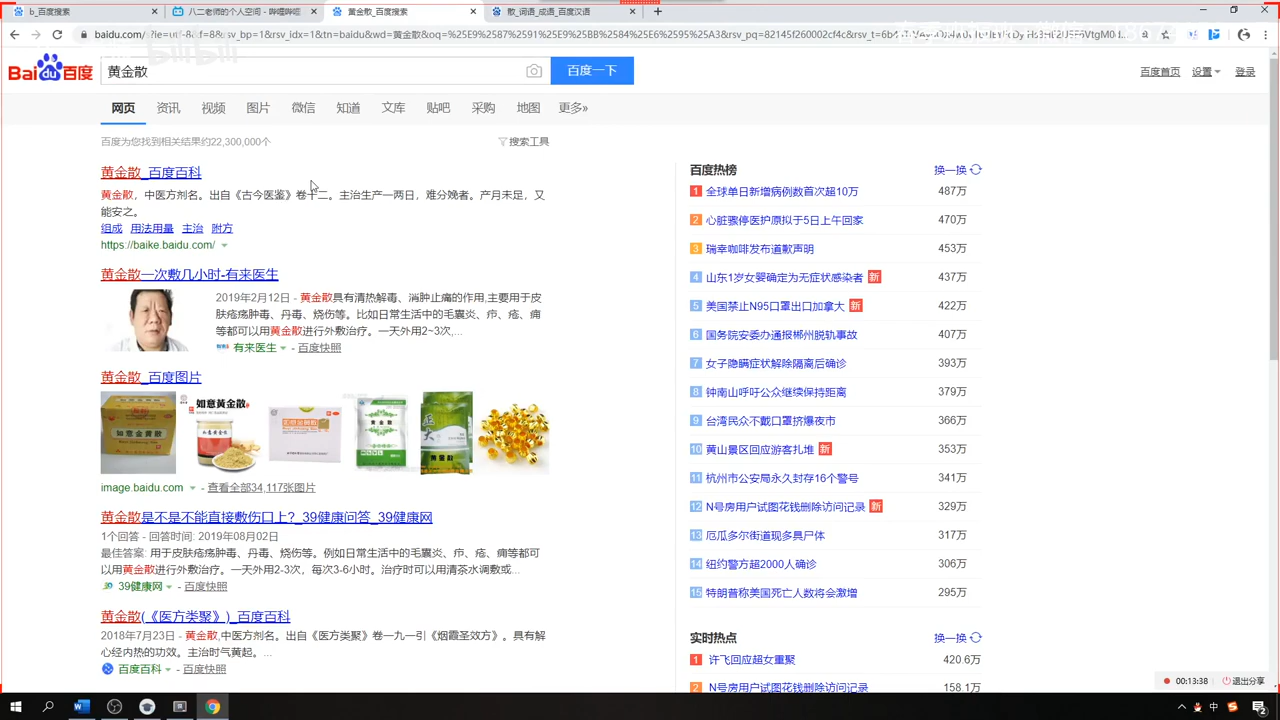 b_百度搜索
八二老师的个人空间 - 哔哩哔哩
黄金散_百度搜索
散_词语_成语_百度汉语
Bai du 百度
黄金散
百度一下
百度首页 设置 登录
网页 资讯 视频 图片 微信 知道 文库 贴吧 采购 地图 更多»
百度为您找到相关结果约22,300,000个
搜索工具
黄金散_百度百科
黄金散，中医方剂名。出自《古今医鉴》卷十二。主治生产一两日，难分娩者。产月未足，又
能安之。
组成 用法用量 主治 附方
https://baike.baidu.com/
黄金散一次敷几小时-有来医生
2019年2月12日 - 黄金散具有清热解毒、消肿止痛的作用,主要用于皮
肤疮疡肿毒、丹毒、烧伤等。比如日常生活中的毛囊炎、疖、疮、痈
等都可以用黄金散进行外敷治疗。一天外用2~3次,...
有来医生 - 百度快照
黄金散_百度图片
如意金黄散
如意黄金散
黄金散
image.baidu.com - 查看全部34,117张图片
黄金散是不是不能直接敷伤口上?_39健康问答_39健康网
1个回答 - 回答时间: 2019年08月02日
最佳答案: 用于皮肤疮疡肿毒、丹毒、烧伤等。例如日常生活中的毛囊炎、疖、疮、痈等都可
以用黄金散进行外敷治疗。一天外用2-3次，每次3-6小时。治疗时可以用清茶水调敷或...
39健康网 - 百度快照
黄金散(《医方类聚》)_百度百科
2018年7月23日 - 黄金散,中医方剂名。出自《医方类聚》卷一九一引《烟霞圣效方》。具有解
心经内热的功效。主治时气黄起。...
百度百科 - 百度快照
百度热榜 换一换
1 全球单日新增病例数首次超10万 487万
2 心脏骤停医护原拟于5日上午回家 470万
3 瑞幸咖啡发布道歉声明 453万
4 山东1岁女婴确定为无症状感染者 新 437万
5 美国禁止N95口罩出口加拿大 新 422万
6 国务院安委办通报郴州脱轨事故 407万
7 女子隐瞒症状解除隔离后确诊 393万
8 钟南山呼吁公众继续保持距离 379万
9 台湾民众不戴口罩挤爆夜市 366万
10 黄山景区回应游客扎堆 新 353万
11 杭州市公安局永久封存16个警号 341万
12 N号房用户试图花钱删除访问记录 新 329万
13 厄瓜多尔街道现多具尸体 317万
14 纽约警方超2000人确诊 306万
15 特朗普称美国死亡人数将会激增 295万
实时热点 换一换
1 许飞回应超女重聚 420.6万
2 N号房用户试图花钱删除访问记录 158.1万
00:13:38 退出分享
中